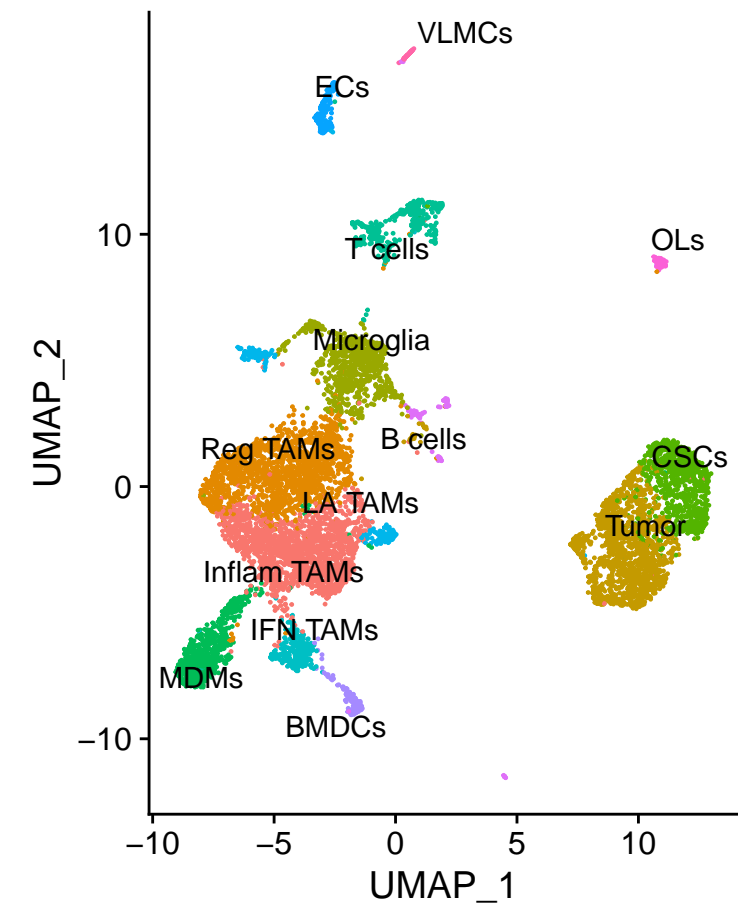 VLMCs
ECs
T cells
OLs
Microglia
B cells
Reg TAMs
CSCs
LA TAMs
Tumor
Inflam TAMs
IFN TAMs
MDMs
BMDCs
UMAP_2
10
0
−10
−10
−5
0
5
10
UMAP_1